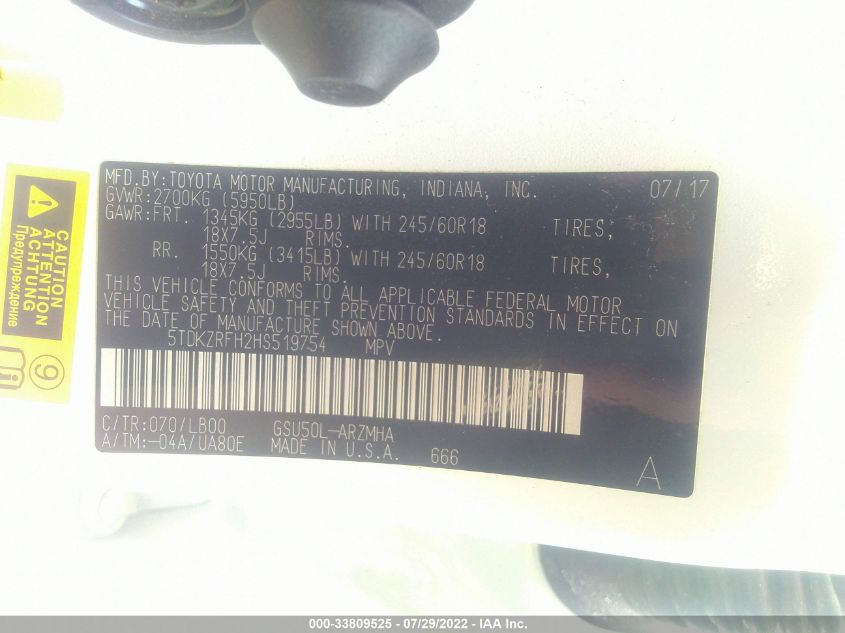 MFD. BY: TOYOTA MOTOR MANUFACTURING, INDIANA, INC. 07/17
GVWR: 2700KG (5950LB)
GAWR: FRT. 1345KG (2955LB) WITH 245/60R18 TIRES,
18X7.5J RIMS.
RR. 1550KG (3415LB) WITH 245/60R18 TIRES,
18X7.5J RIMS.
THIS VEHICLE CONFORMS TO ALL APPLICABLE FEDERAL MOTOR
VEHICLE SAFETY AND THEFT PREVENTION STANDARDS IN EFFECT ON
THE DATE OF MANUFACTURE SHOWN ABOVE.
5TDKZRFH2HS519754 MPV
C/TR: 070/LB00 GSU50L-ARZMHA
A/TM: -04A/UA80E MADE IN U.S.A. 666
A
CAUTION
ATTENTION
ACHTUNG
Предупреждение
9
000-33809525 - 07/29/2022 - IAA Inc.